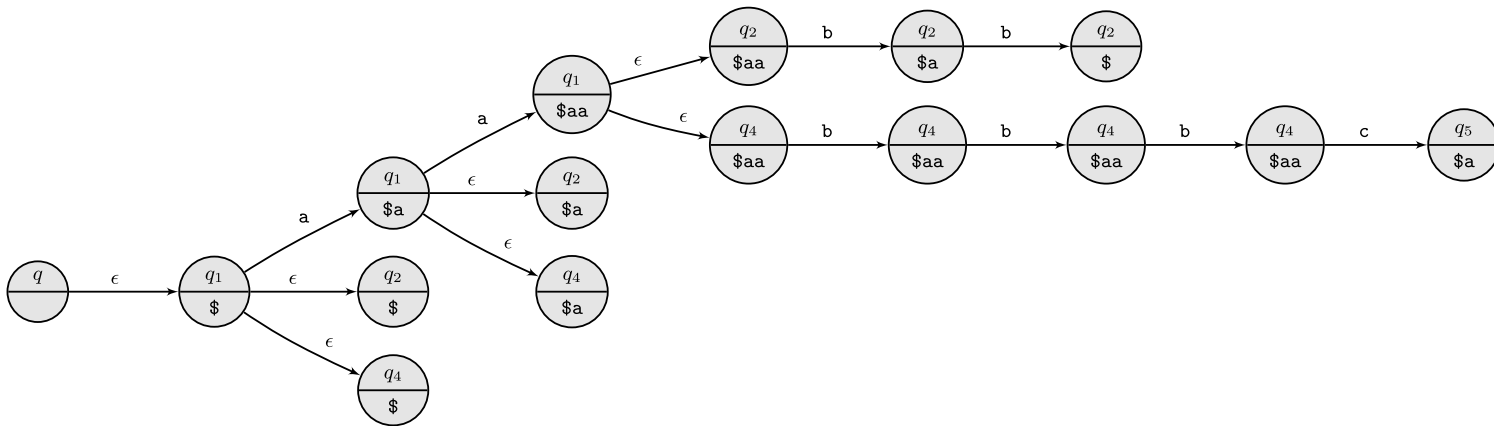 q
ϵ
q₁
$
a
ϵ
ϵ
q₁
$a
q₂
$
q₄
$
a
ϵ
ϵ
q₁
$aa
q₂
$a
q₄
$a
ϵ
ϵ
q₂
$aa
b
q₂
$a
b
q₂
$
q₄
$aa
b
q₄
$aa
b
q₄
$aa
b
q₄
$aa
c
q₅
$a